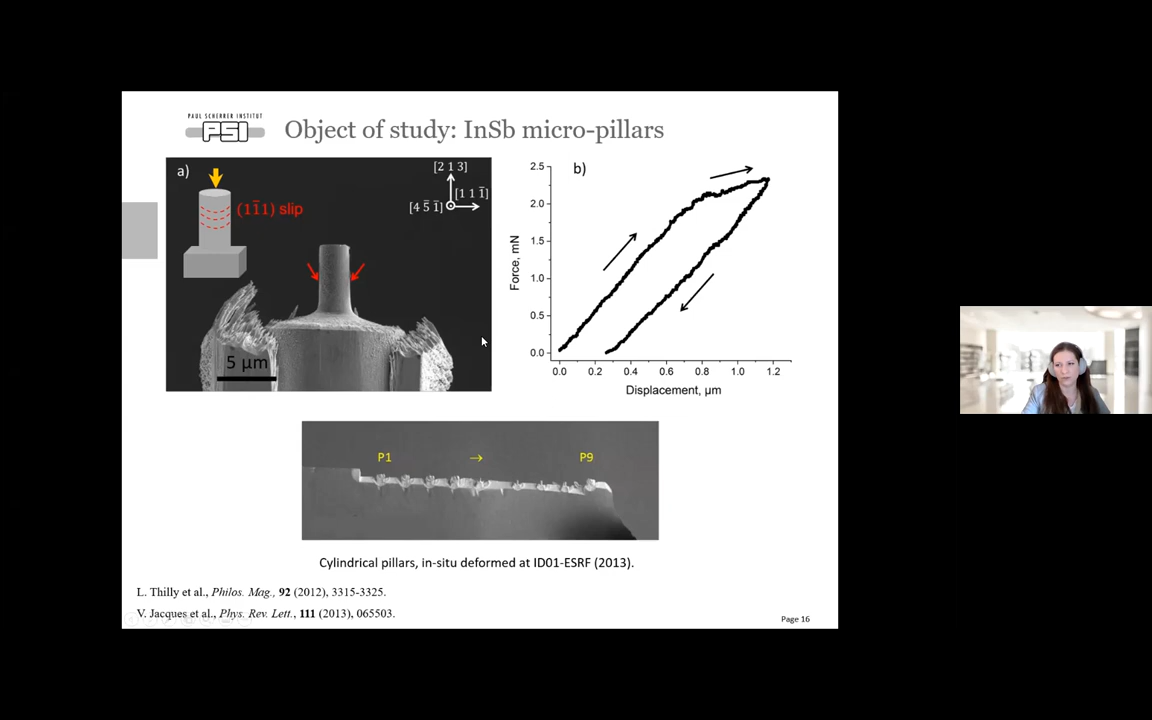 PAUL SCHERRER INSTITUT
PSI
Object of study: InSb micro-pillars
a)
(11̅1) slip
[2 1 3]
[1 1 1̅]
[4 5̅ 1̅]
5 µm
b)
Force, mN
2.5
2.0
1.5
1.0
0.5
0.0
0.0 0.2 0.4 0.6 0.8 1.0 1.2
Displacement, µm
P1 → P9
Cylindrical pillars, in-situ deformed at ID01-ESRF (2013).
L. Thilly et al., Philos. Mag., 92 (2012), 3315-3325.
V. Jacques et al., Phys. Rev. Lett., 111 (2013), 065503.
Page 16